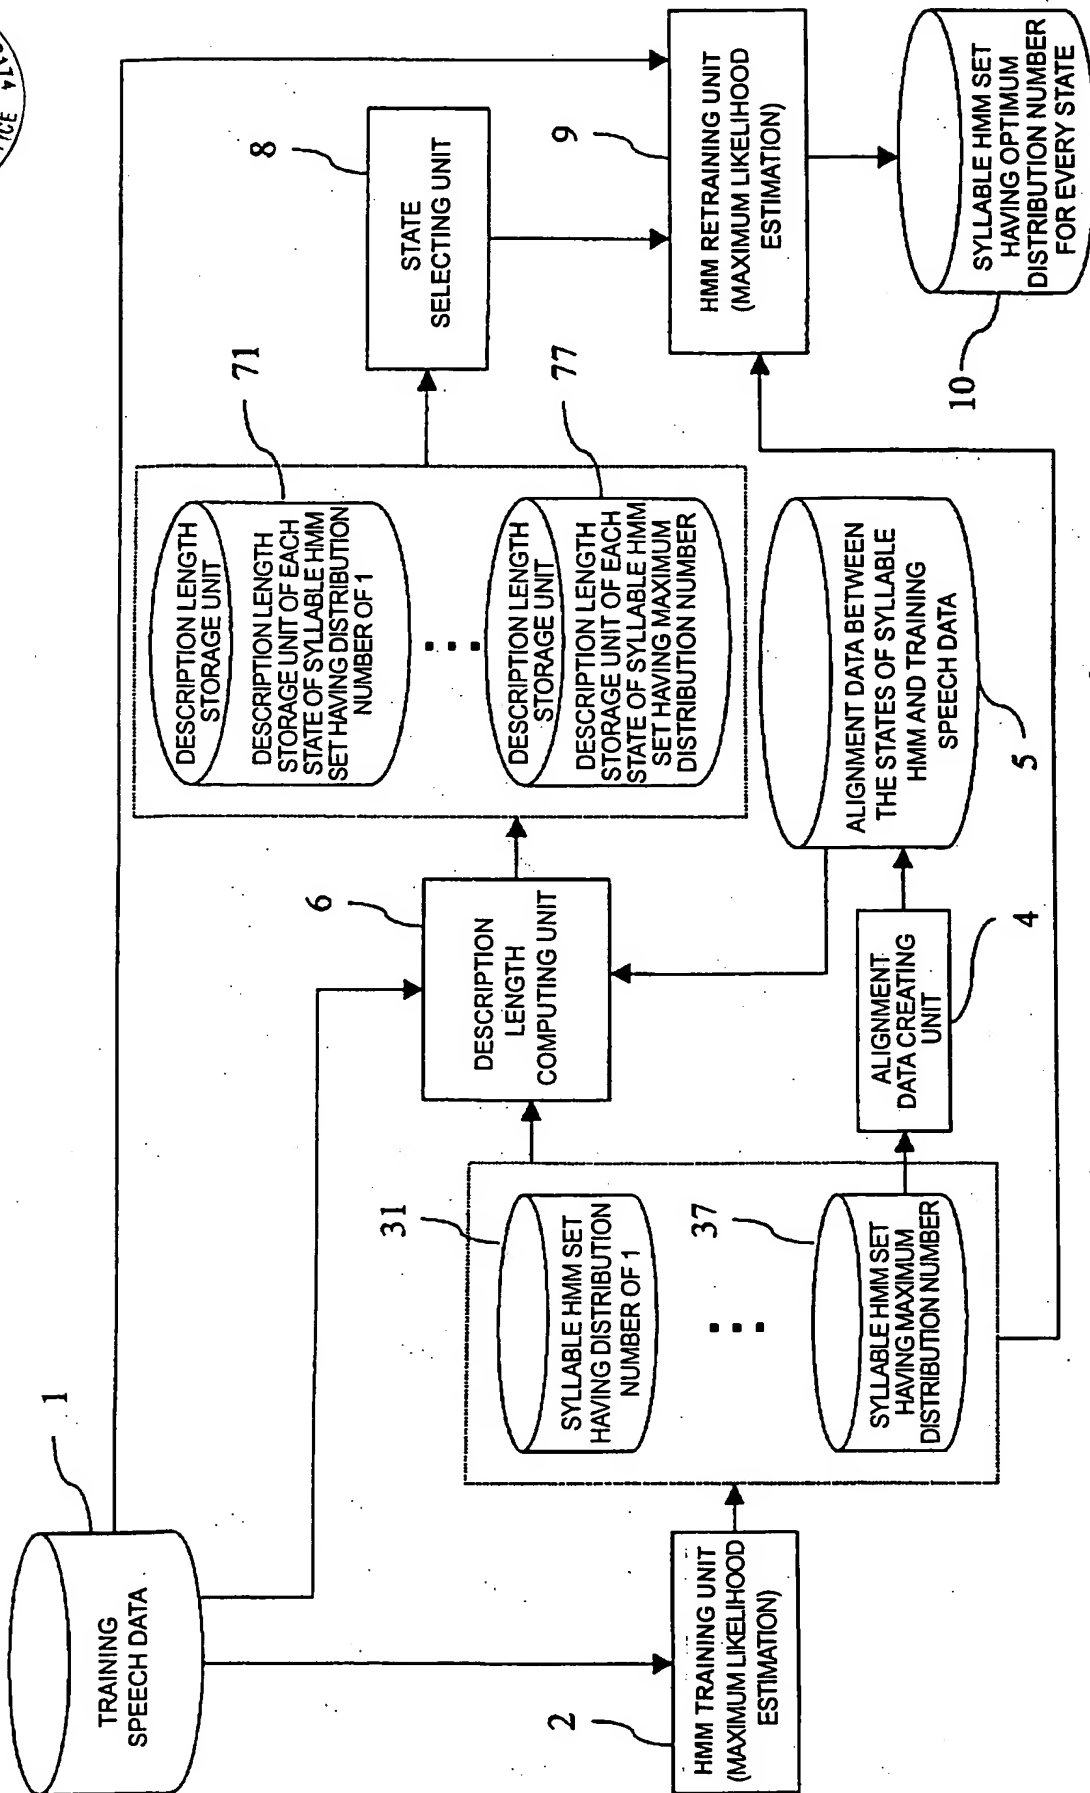 1
TRAINING
SPEECH DATA
2
HMM TRAINING UNIT
(MAXIMUM LIKELIHOOD
ESTIMATION)
31
SYLLABLE HMM SET
HAVING DISTRIBUTION
NUMBER OF 1
37
SYLLABLE HMM SET
HAVING MAXIMUM
DISTRIBUTION NUMBER
6
DESCRIPTION
LENGTH
COMPUTING UNIT
ALIGNMENT
DATA CREATING
UNIT
4
71
DESCRIPTION LENGTH
STORAGE UNIT
DESCRIPTION LENGTH
STORAGE UNIT OF EACH
STATE OF SYLLABLE HMM
SET HAVING DISTRIBUTION
NUMBER OF 1
77
DESCRIPTION LENGTH
STORAGE UNIT
DESCRIPTION LENGTH
STORAGE UNIT OF EACH
STATE OF SYLLABLE HMM
SET HAVING MAXIMUM
DISTRIBUTION NUMBER
ALIGNMENT DATA BETWEEN
THE STATES OF SYLLABLE
HMM AND TRAINING
SPEECH DATA
5
8
STATE
SELECTING UNIT
9
HMM RETRAINING UNIT
(MAXIMUM LIKELIHOOD
ESTIMATION)
10
SYLLABLE HMM SET
HAVING OPTIMUM
DISTRIBUTION NUMBER
FOR EVERY STATE